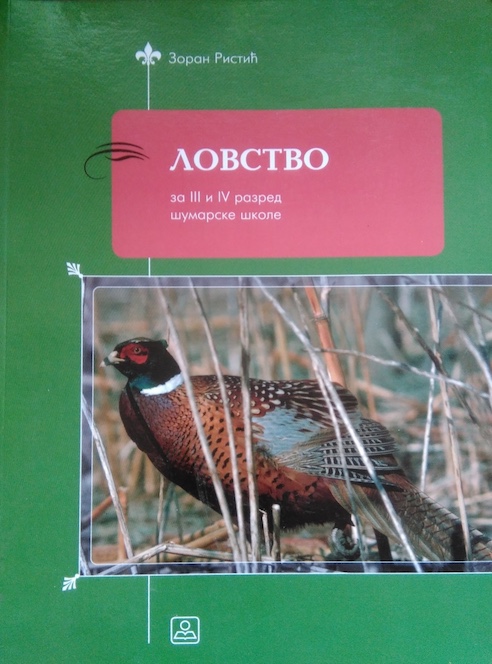 Зоран Ристић
ЛОВСТВО
за III и IV разред
шумарске школе